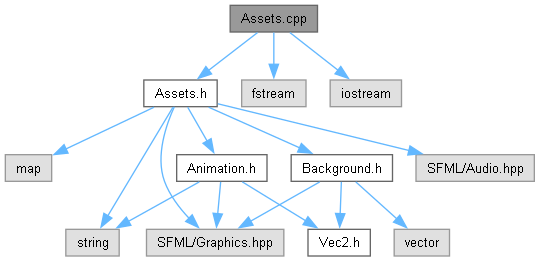 Assets.cpp
Assets.h
fstream
iostream
map
Animation.h
Background.h
SFML/Audio.hpp
string
SFML/Graphics.hpp
Vec2.h
vector